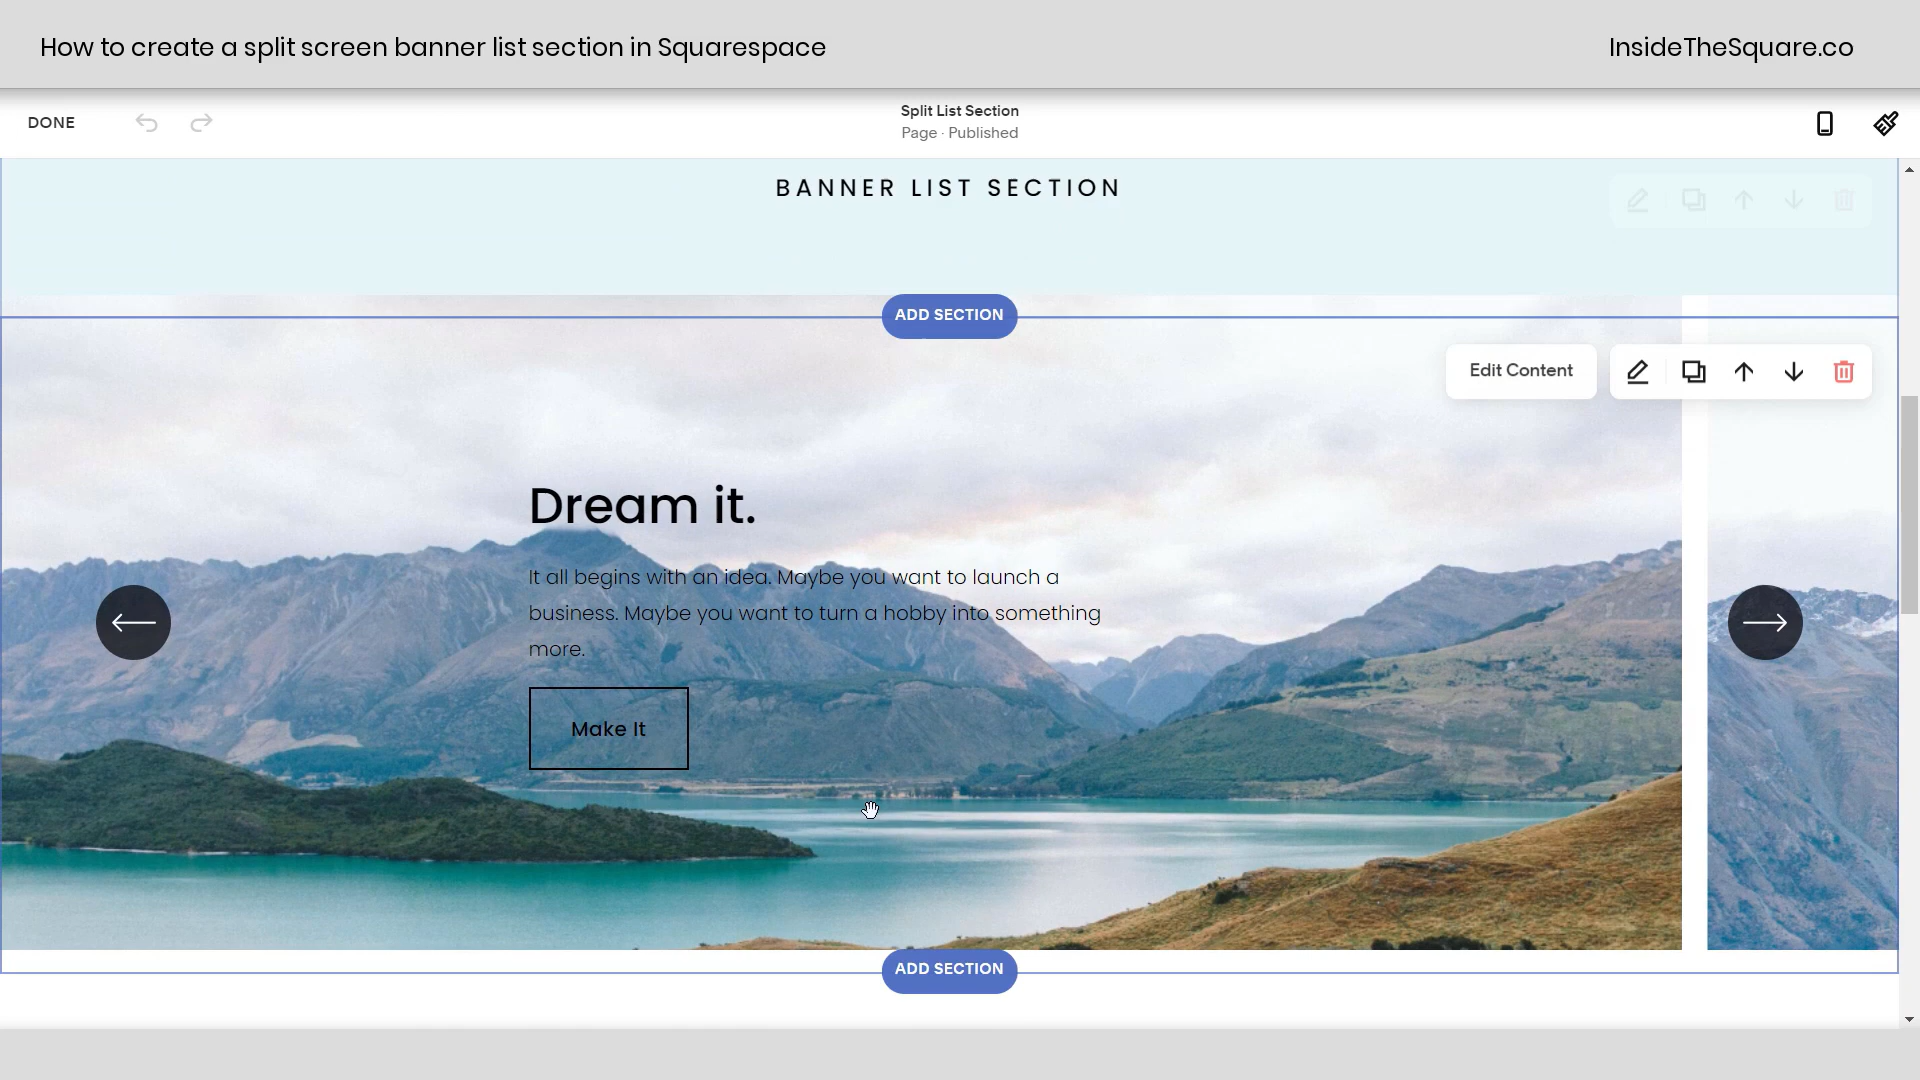 How to create a split screen banner list section in Squarespace
InsideTheSquare.co
DONE
Split List Section
Page · Published
BANNER LIST SECTION
ADD SECTION
Edit Content
Dream it.
It all begins with an idea. Maybe you want to launch a
business. Maybe you want to turn a hobby into something
more.
Make It
ADD SECTION